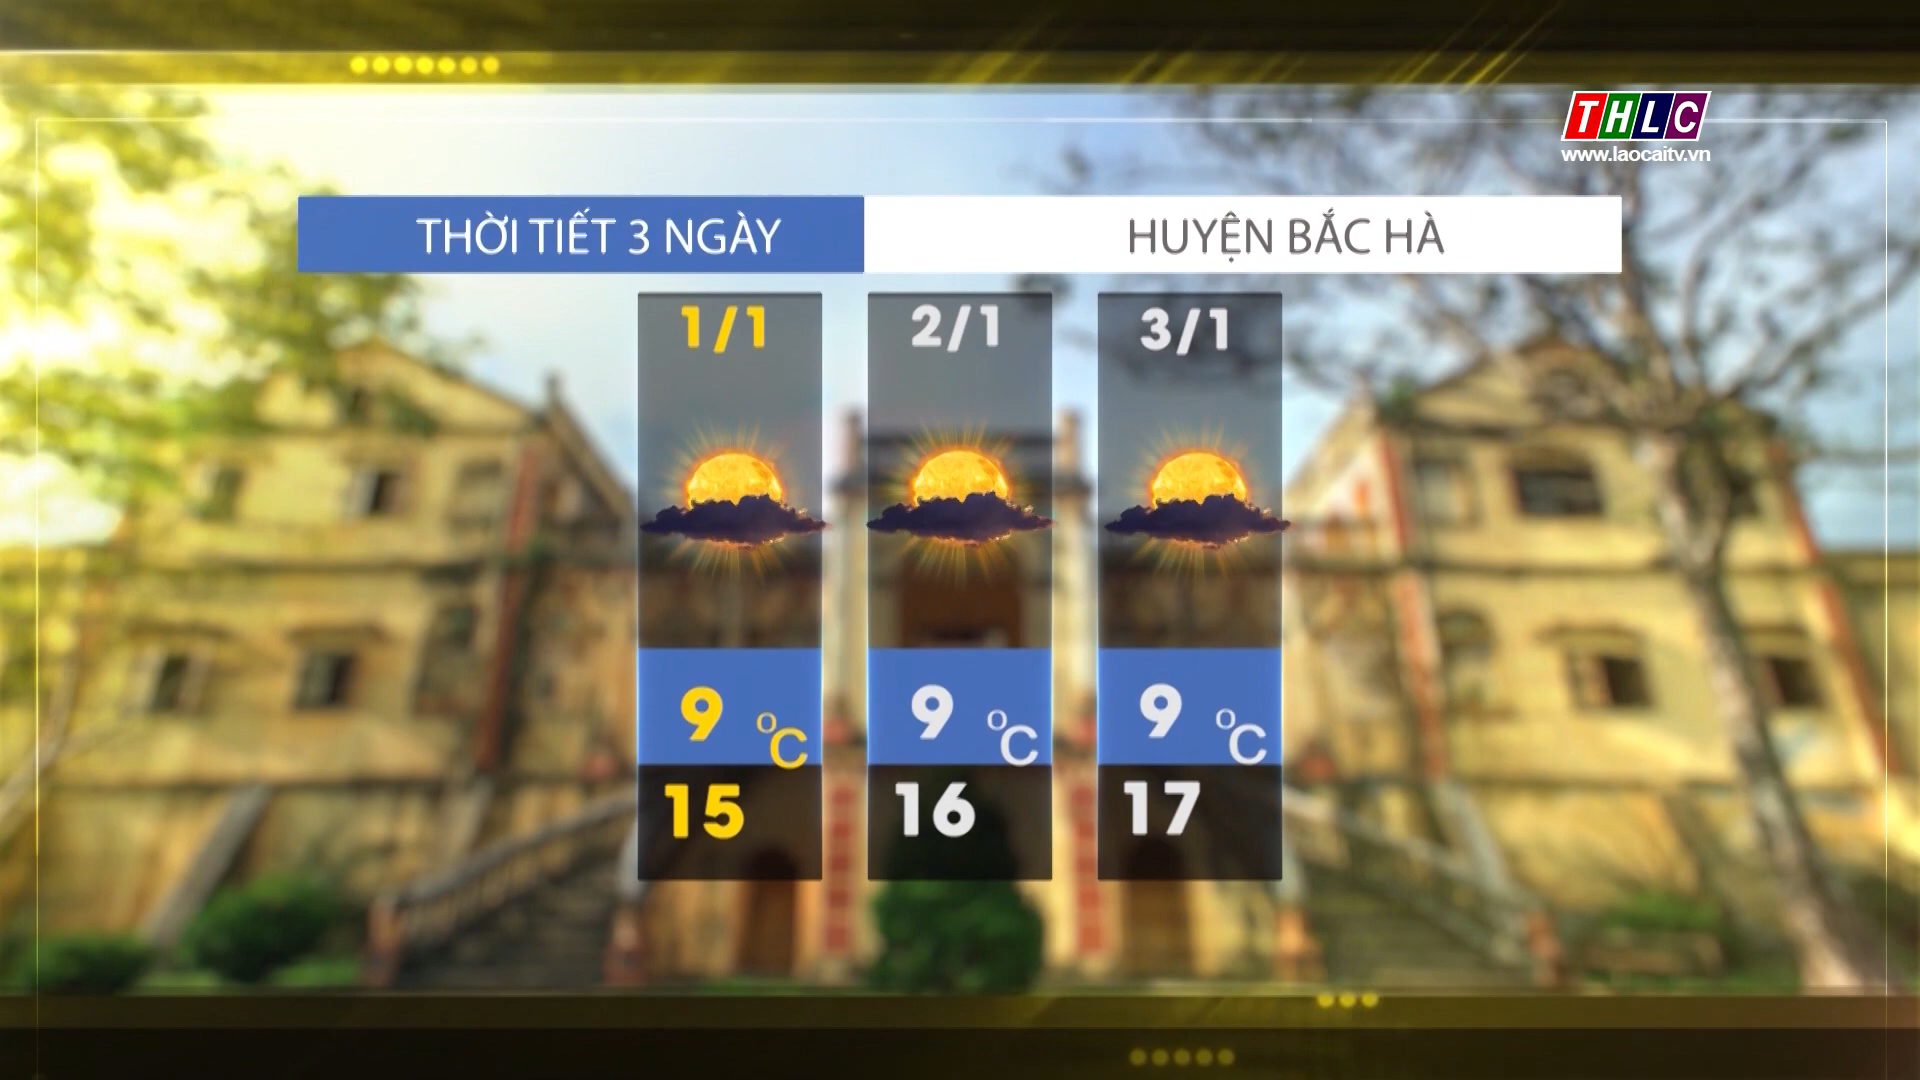 THLC
www.laocaitv.vn
THỜI TIẾT 3 NGÀY HUYỆN BẮC HÀ
1/1 2/1 3/1
9 °C 9 °C 9 °C
15 16 17